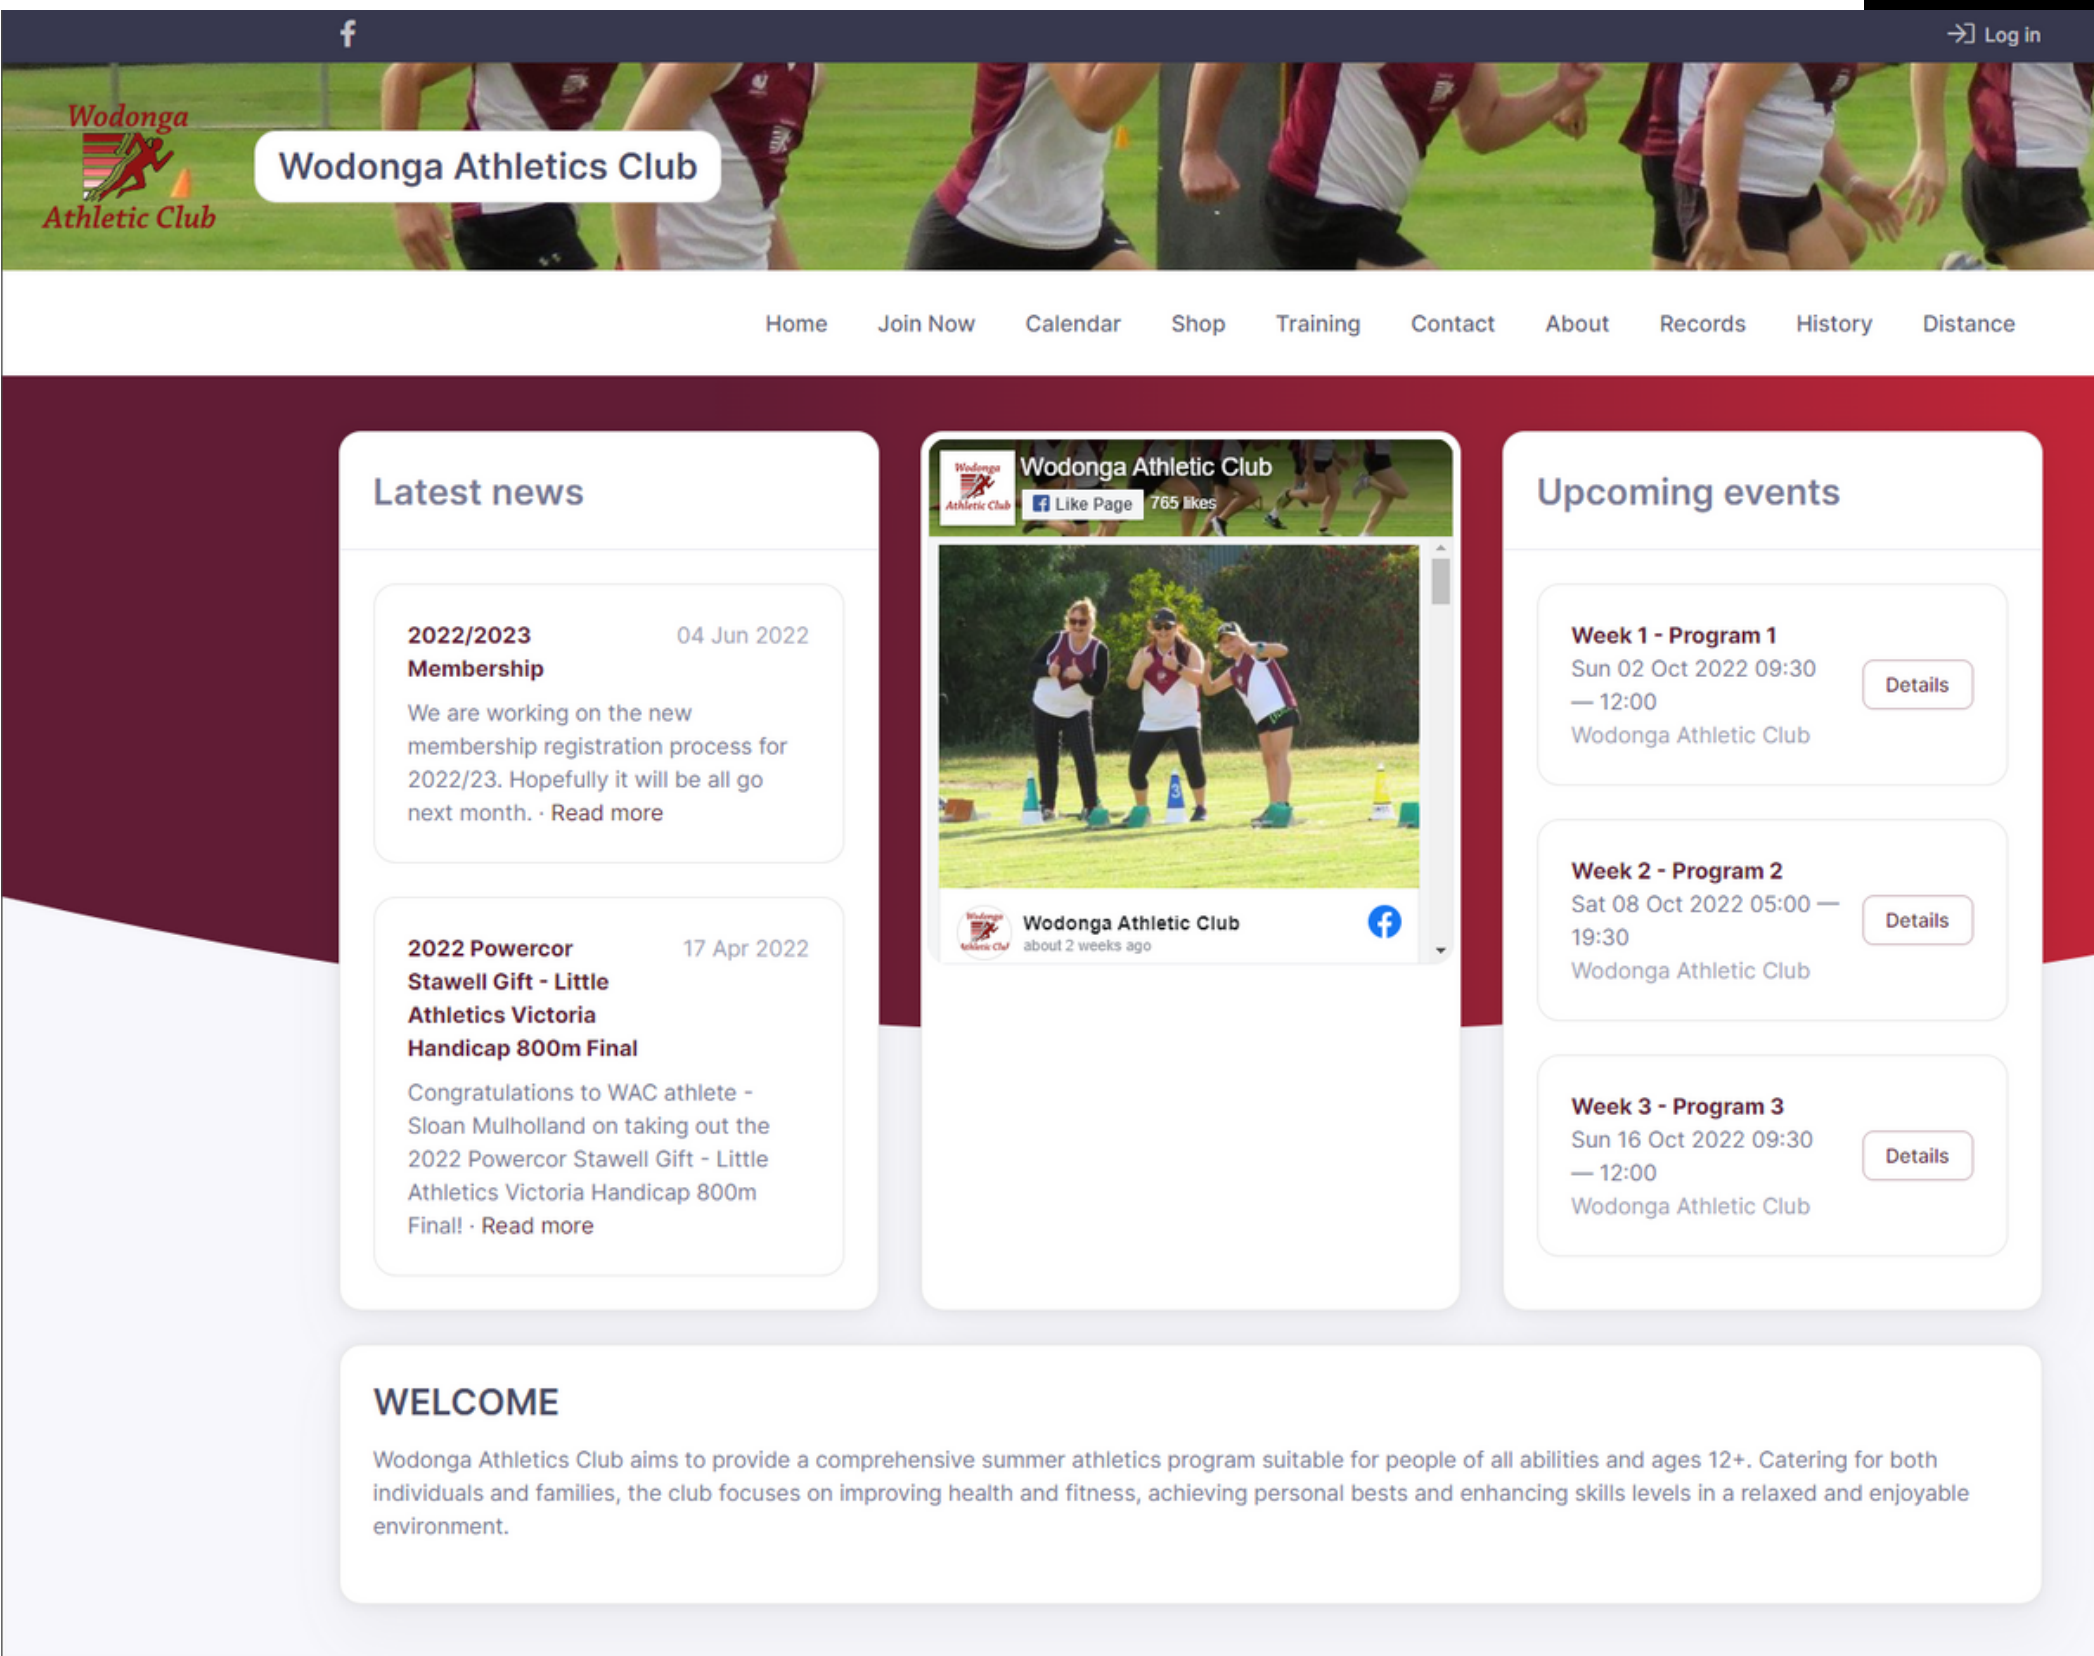 Log in
Wodonga
Athletic Club
Wodonga Athletics Club
Home Join Now Calendar Shop Training Contact About Records History Distance
Latest news
2022/2023 04 Jun 2022
Membership
We are working on the new
membership registration process for
2022/23. Hopefully it will be all go
next month. · Read more
2022 Powercor 17 Apr 2022
Stawell Gift - Little
Athletics Victoria
Handicap 800m Final
Congratulations to WAC athlete -
Sloan Mulholland on taking out the
2022 Powercor Stawell Gift - Little
Athletics Victoria Handicap 800m
Final! · Read more
Wodonga
Athletic Club
Wodonga Athletic Club
Like Page 765 likes
3
Wodonga
Athletic Club
Wodonga Athletic Club
about 2 weeks ago
Upcoming events
Week 1 - Program 1
Sun 02 Oct 2022 09:30
— 12:00
Wodonga Athletic Club
Details
Week 2 - Program 2
Sat 08 Oct 2022 05:00 —
19:30
Wodonga Athletic Club
Details
Week 3 - Program 3
Sun 16 Oct 2022 09:30
— 12:00
Wodonga Athletic Club
Details
WELCOME
Wodonga Athletics Club aims to provide a comprehensive summer athletics program suitable for people of all abilities and ages 12+. Catering for both
individuals and families, the club focuses on improving health and fitness, achieving personal bests and enhancing skills levels in a relaxed and enjoyable
environment.